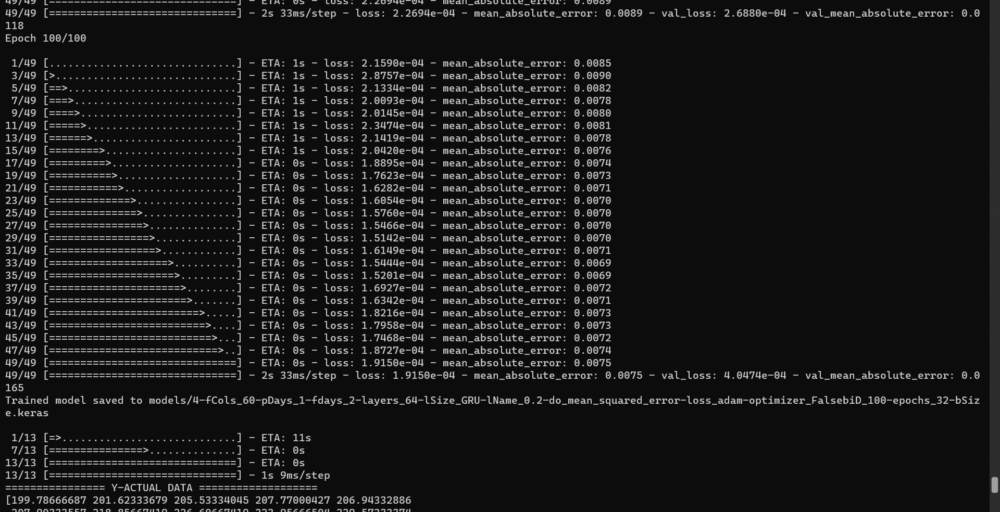 49/49 [==============================] - ETA: 0s - loss: 2.2694e-04 - mean_absolute_error: 0.0089
49/49 [==============================] - 2s 33ms/step - loss: 2.2694e-04 - mean_absolute_error: 0.0089 - val_loss: 2.6880e-04 - val_mean_absolute_error: 0.0
118
Epoch 100/100
1/49 [..............................] - ETA: 1s - loss: 2.1590e-04 - mean_absolute_error: 0.0085
3/49 [>.............................] - ETA: 1s - loss: 2.8757e-04 - mean_absolute_error: 0.0090
5/49 [==>...........................] - ETA: 1s - loss: 2.1334e-04 - mean_absolute_error: 0.0082
7/49 [===>..........................] - ETA: 1s - loss: 2.0093e-04 - mean_absolute_error: 0.0078
9/49 [====>.........................] - ETA: 1s - loss: 2.0145e-04 - mean_absolute_error: 0.0080
11/49 [=====>........................] - ETA: 1s - loss: 2.3474e-04 - mean_absolute_error: 0.0081
13/49 [======>.......................] - ETA: 1s - loss: 2.1419e-04 - mean_absolute_error: 0.0078
15/49 [========>.....................] - ETA: 1s - loss: 2.0420e-04 - mean_absolute_error: 0.0076
17/49 [=========>....................] - ETA: 0s - loss: 1.8895e-04 - mean_absolute_error: 0.0074
19/49 [==========>...................] - ETA: 0s - loss: 1.7623e-04 - mean_absolute_error: 0.0073
21/49 [===========>..................] - ETA: 0s - loss: 1.6282e-04 - mean_absolute_error: 0.0071
23/49 [=============>................] - ETA: 0s - loss: 1.6054e-04 - mean_absolute_error: 0.0070
25/49 [==============>...............] - ETA: 0s - loss: 1.5760e-04 - mean_absolute_error: 0.0070
27/49 [===============>..............] - ETA: 0s - loss: 1.5466e-04 - mean_absolute_error: 0.0070
29/49 [================>.............] - ETA: 0s - loss: 1.5142e-04 - mean_absolute_error: 0.0070
31/49 [=================>............] - ETA: 0s - loss: 1.6149e-04 - mean_absolute_error: 0.0071
33/49 [===================>..........] - ETA: 0s - loss: 1.5444e-04 - mean_absolute_error: 0.0069
35/49 [====================>.........] - ETA: 0s - loss: 1.5201e-04 - mean_absolute_error: 0.0069
37/49 [=====================>........] - ETA: 0s - loss: 1.6927e-04 - mean_absolute_error: 0.0072
39/49 [======================>.......] - ETA: 0s - loss: 1.6342e-04 - mean_absolute_error: 0.0071
41/49 [========================>.....] - ETA: 0s - loss: 1.8216e-04 - mean_absolute_error: 0.0073
43/49 [=========================>....] - ETA: 0s - loss: 1.7958e-04 - mean_absolute_error: 0.0073
45/49 [==========================>...] - ETA: 0s - loss: 1.7468e-04 - mean_absolute_error: 0.0072
47/49 [===========================>..] - ETA: 0s - loss: 1.8727e-04 - mean_absolute_error: 0.0074
49/49 [==============================] - ETA: 0s - loss: 1.9150e-04 - mean_absolute_error: 0.0075
49/49 [==============================] - 2s 33ms/step - loss: 1.9150e-04 - mean_absolute_error: 0.0075 - val_loss: 4.0474e-04 - val_mean_absolute_error: 0.0
165
Trained model saved to models/4-fCols_60-pDays_1-fdays_2-layers_64-lSize_GRU-lName_0.2-do_mean_squared_error-loss_adam-optimizer_FalsebiD_100-epochs_32-bSiz
e.keras
1/13 [=>............................] - ETA: 11s
7/13 [===============>..............] - ETA: 0s
13/13 [==============================] - ETA: 0s
13/13 [==============================] - 1s 9ms/step
================ Y-ACTUAL DATA ===================
[199.78666687 201.62333679 205.53334045 207.77000427 206.94332886